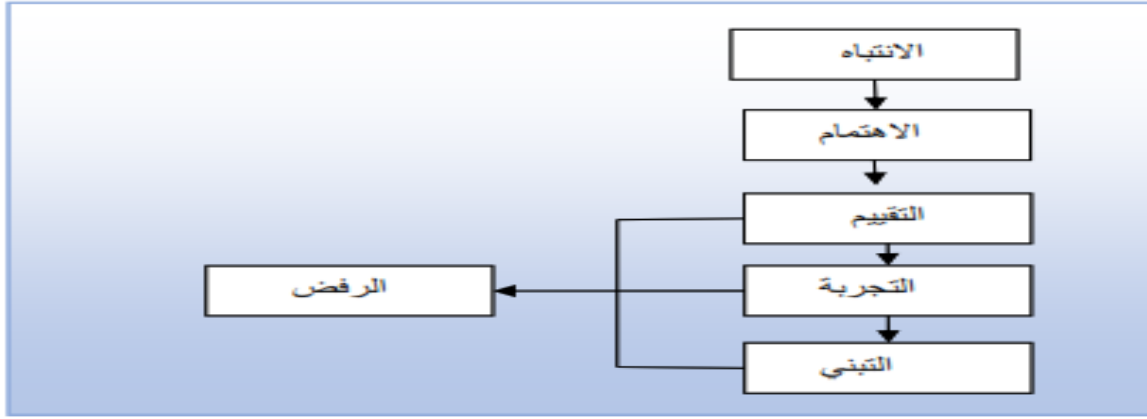 الانتباه
الاهتمام
التقييم
التجربة
الرفض
التبني